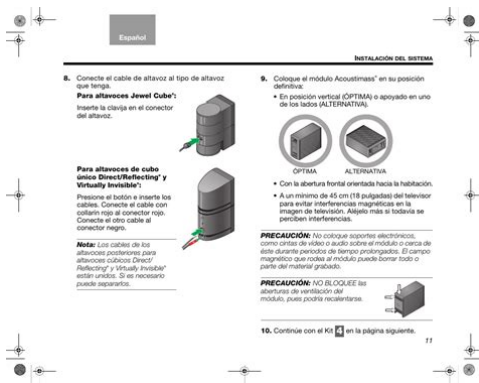 Español
INSTALACIÓN DEL SISTEMA
8. Conecte el cable de altavoz al tipo de altavoz
que tenga.
Para altavoces Jewel Cube®:
Inserte la clavija en el conector
del altavoz.
Para altavoces de cubo
único Direct/Reflecting® y
Virtually Invisible®:
Presione el botón e inserte los
cables. Conecte el cable con
collarín rojo al conector rojo.
Conecte el otro cable al
conector negro.
Nota: Los cables de los
altavoces posteriores para
altavoces cúbicos Direct/
Reflecting® y Virtually Invisible®
están unidos. Si es necesario
puede separarlos.
9. Coloque el módulo Acoustimass® en su posición
definitiva:
• En posición vertical (ÓPTIMA) o apoyado en uno
de los lados (ALTERNATIVA).
ÓPTIMA ALTERNATIVA
• Con la abertura frontal orientada hacia la habitación.
• A un mínimo de 45 cm (18 pulgadas) del televisor
para evitar interferencias magnéticas en la
imagen de televisión. Aléjelo más si todavía se
perciben interferencias.
PRECAUCIÓN: No coloque soportes electrónicos,
como cintas de vídeo o audio sobre el módulo o cerca de
éste durante periodos de tiempo prolongados. El campo
magnético que rodea al módulo puede borrar todo o
parte del material grabado.
PRECAUCIÓN: NO BLOQUEE las
aberturas de ventilación del
módulo, pues podría recalentarse.
10. Continúe con el Kit 4 en la página siguiente.
11